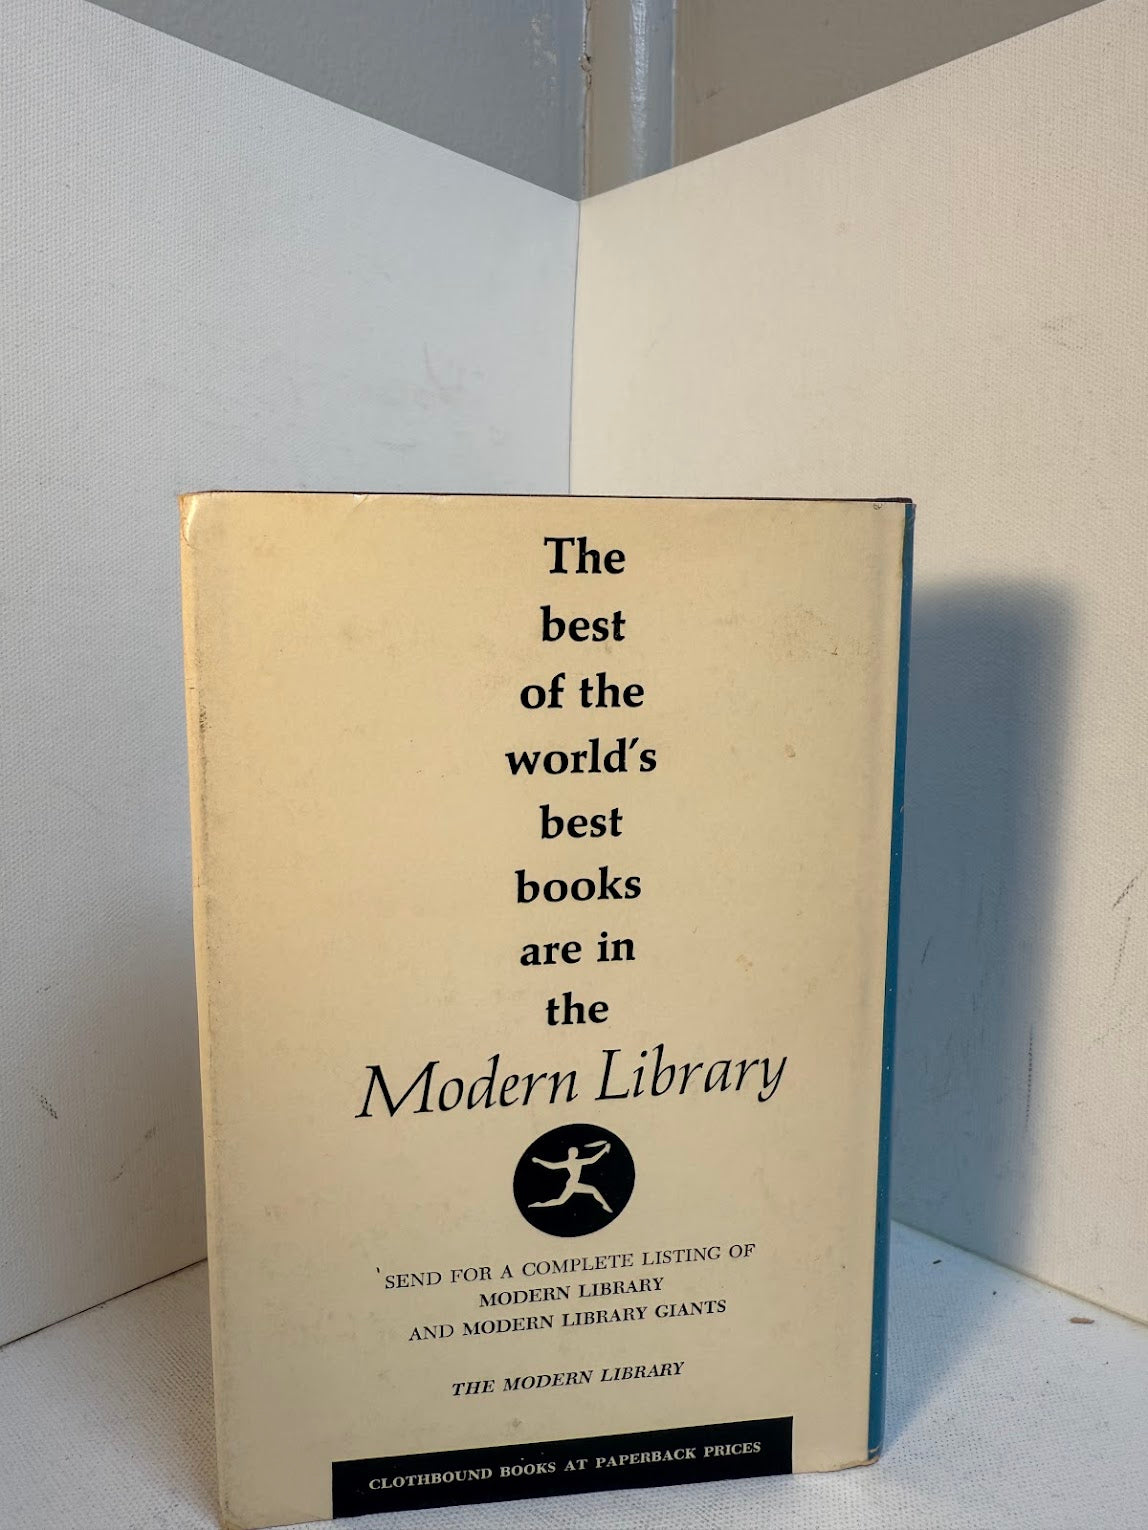 The
best
of the
world's
best
books
are in
the
Modern Library
SEND FOR A COMPLETE LISTING OF
MODERN LIBRARY
AND MODERN LIBRARY GIANTS
THE MODERN LIBRARY
CLOTHBOUND BOOKS AT PAPERBACK PRICES